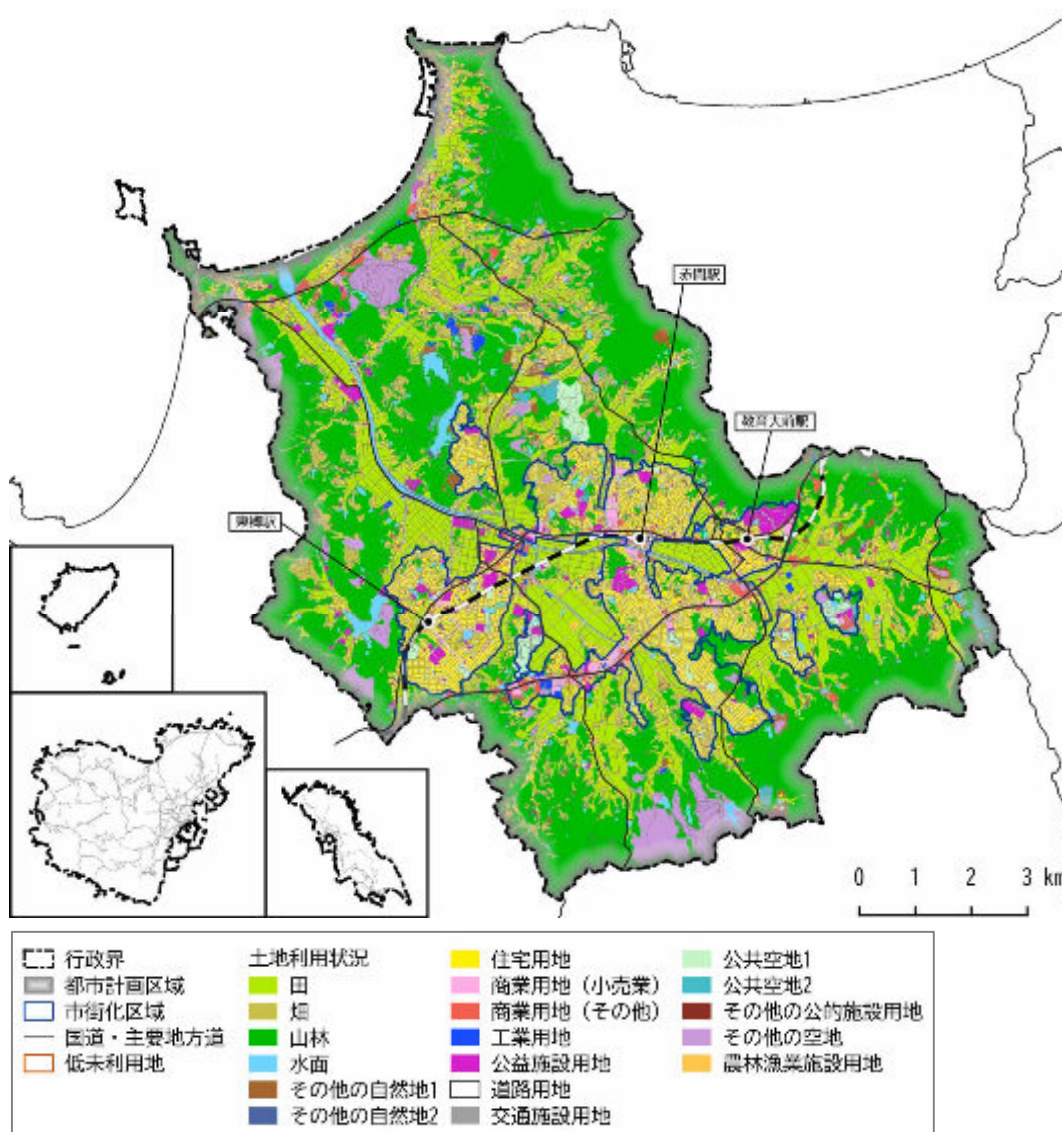 赤間駅
教育大前駅
東郷駅
0 1 2 3 km
行政界
都市計画区域
市街化区域
国道・主要地方道
低未利用地
土地利用状況
田
畑
山林
水面
その他の自然地1
その他の自然地2
住宅用地
商業用地（小売業）
商業用地（その他）
工業用地
公益施設用地
道路用地
交通施設用地
公共空地1
公共空地2
その他の公的施設用地
その他の空地
農林漁業施設用地